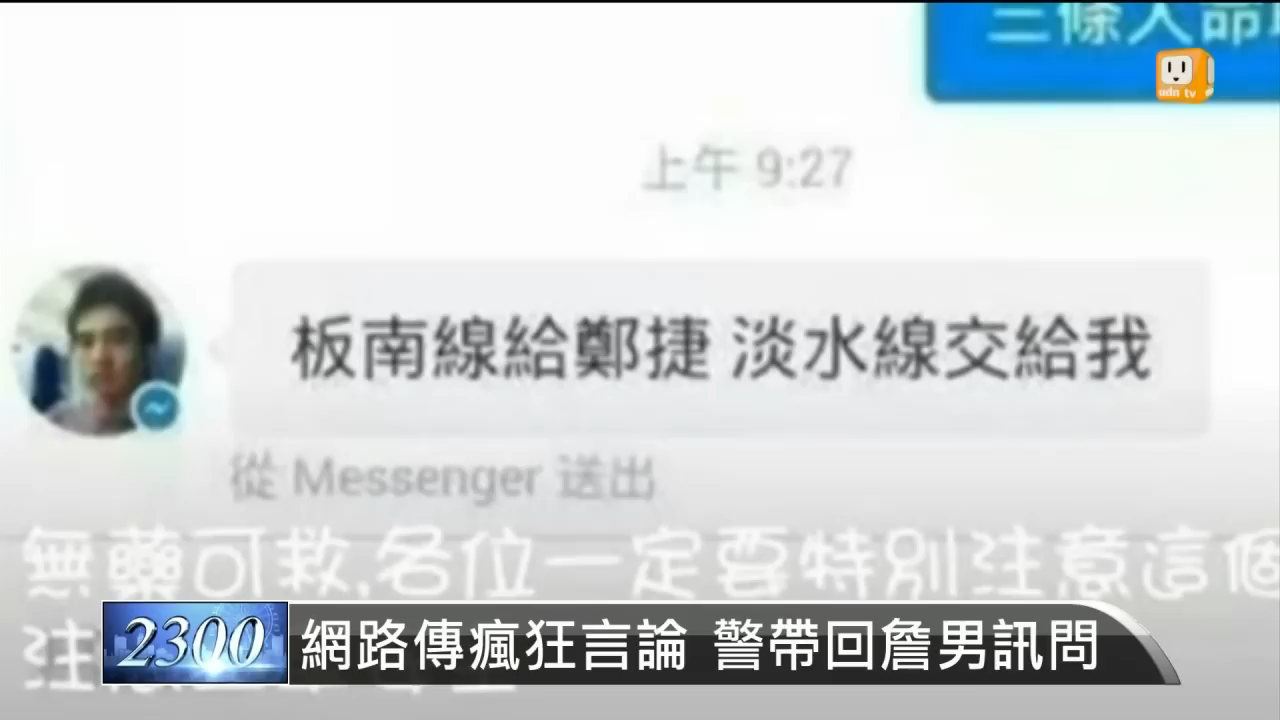 三條人命
udn tv
上午 9:27
板南線給鄭捷 淡水線交給我
從 Messenger 送出
無藥可救,各位一定要特別注意這個
注
2300 網路傳瘋狂言論 警帶回詹男訊問